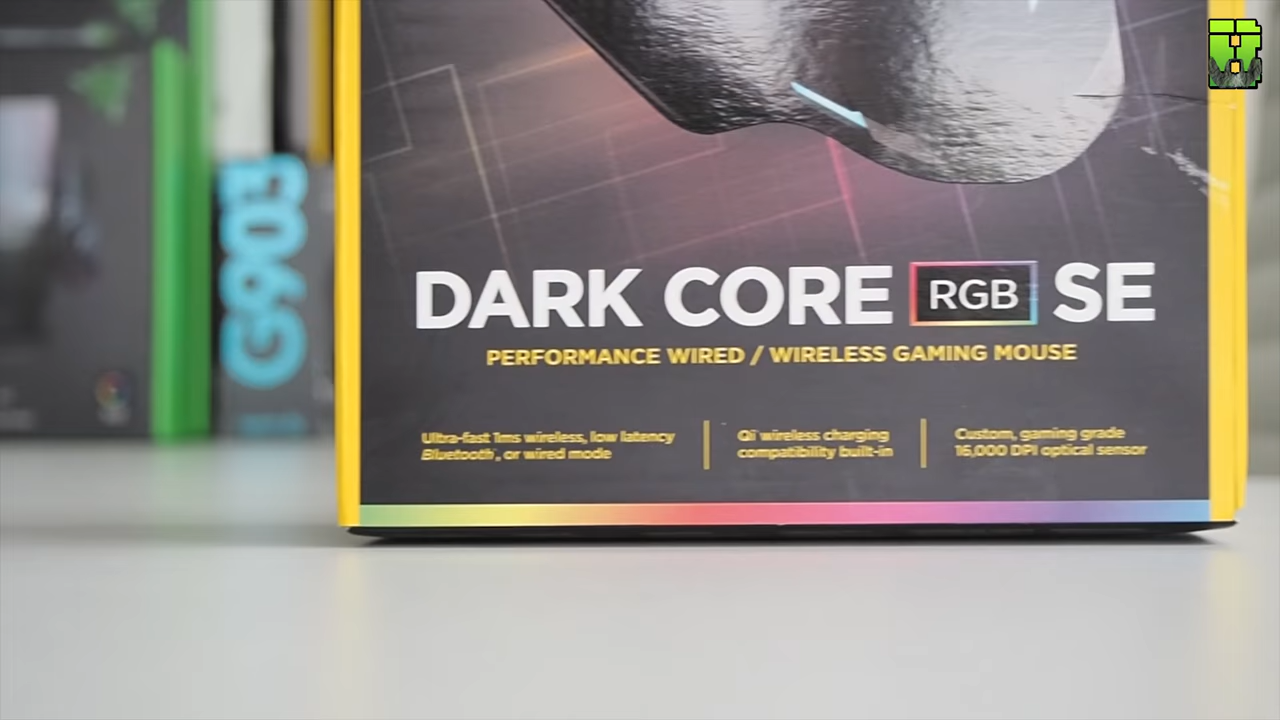 G903
DARK CORE RGB SE
PERFORMANCE WIRED / WIRELESS GAMING MOUSE
Ultra-fast 1ms wireless, low latency
Bluetooth®, or wired mode
Qi® wireless charging
compatibility built-in
Custom, gaming grade
16,000 DPI optical sensor